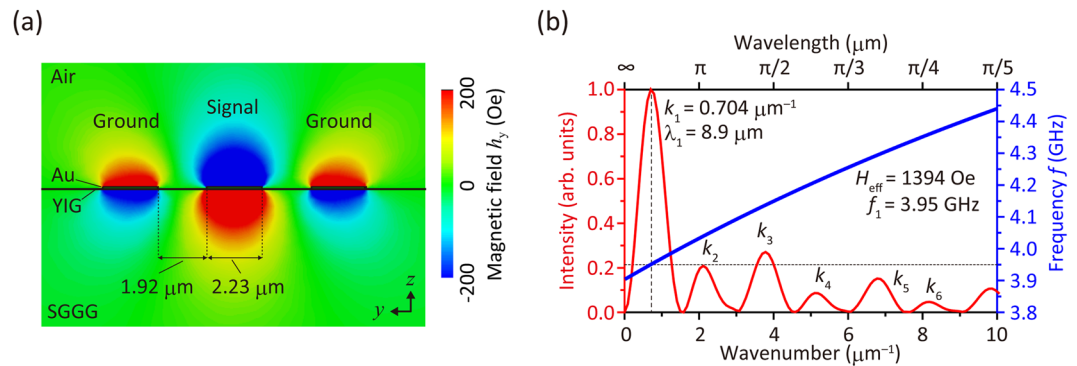 (a)
Air
Signal
Ground
Ground
Au
YIG
1.92 μm
2.23 μm
SGGG
z
y
200
0
-200
Magnetic field h_y (Oe)
(b)
Wavelength (μm)
∞ π π/2 π/3 π/4 π/5
Intensity (arb. units)
1.0
0.8
0.6
0.4
0.2
0.0
k₁ = 0.704 μm⁻¹
λ₁ = 8.9 μm
H_eff = 1394 Oe
f₁ = 3.95 GHz
k₂
k₃
k₄
k₅
k₆
4.5
4.4
4.3
4.2
4.1
4.0
3.9
3.8
Frequency f (GHz)
0 2 4 6 8 10
Wavenumber (μm⁻¹)